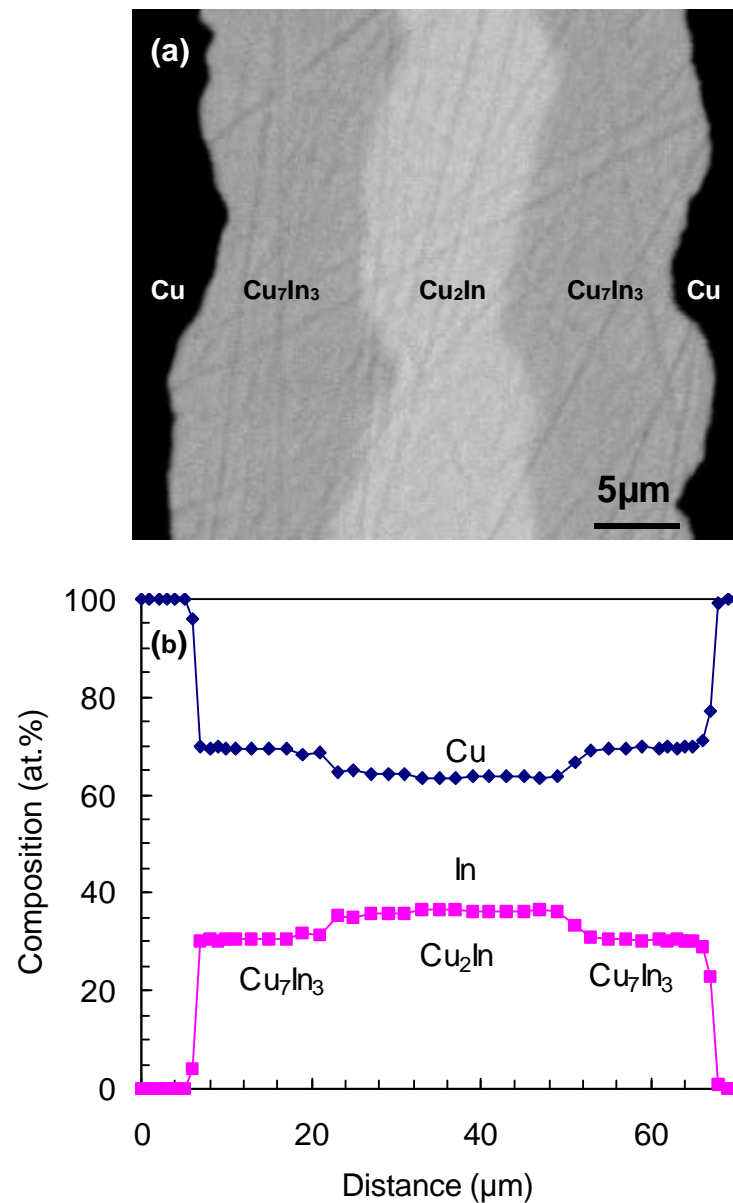 (a)
Cu Cu₇In₃ Cu₂In Cu₇In₃ Cu
5µm
100
(b)
80
Cu
60
In
40
Cu₂In
Cu₇In₃ Cu₇In₃
20
0
0 20 40 60
Composition (at.%)
Distance (µm)